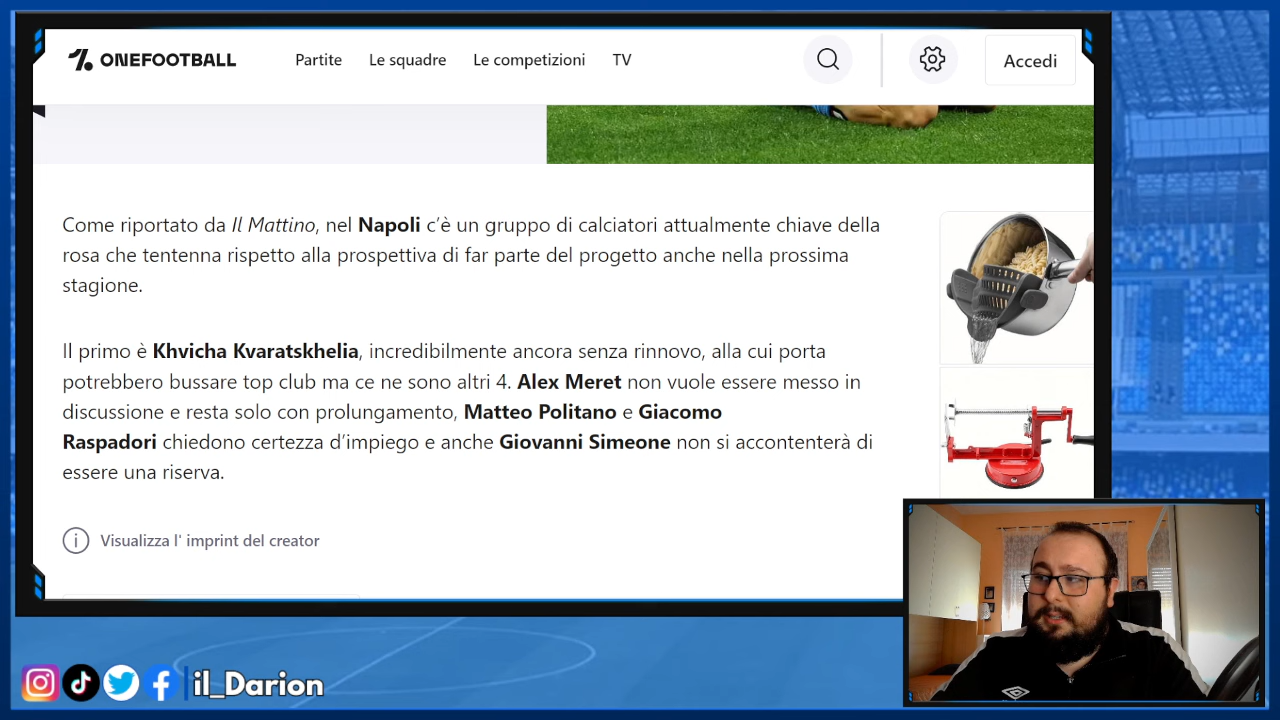 ONEFOOTBALL
Partite
Le squadre
Le competizioni
TV
Accedi
Come riportato da Il Mattino, nel Napoli c’è un gruppo di calciatori attualmente chiave della
rosa che tentenna rispetto alla prospettiva di far parte del progetto anche nella prossima
stagione.
Il primo è Khvicha Kvaratskhelia, incredibilmente ancora senza rinnovo, alla cui porta
potrebbero bussare top club ma ce ne sono altri 4. Alex Meret non vuole essere messo in
discussione e resta solo con prolungamento, Matteo Politano e Giacomo
Raspadori chiedono certezza d’impiego e anche Giovanni Simeone non si accontenterà di
essere una riserva.
Visualizza l' imprint del creator
il_Darion